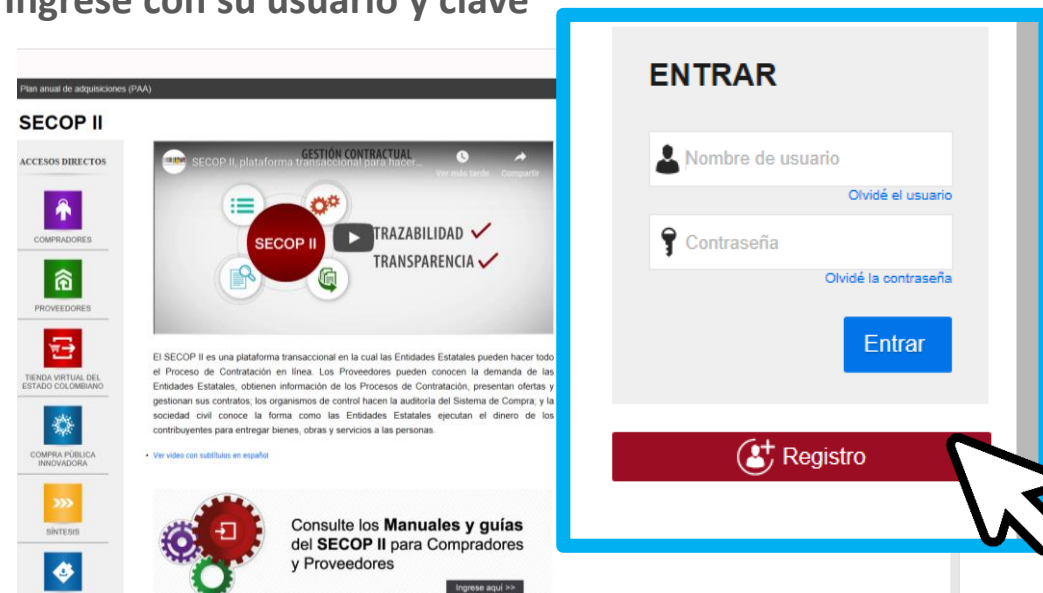 Ingrese con su usuario y clave
Plan anual de adquisiciones (PAA)
SECOP II
ACCESOS DIRECTOS
COMPRADORES
PROVEEDORES
TIENDA VIRTUAL DEL
ESTADO COLOMBIANO
COMPRA PÚBLICA
INNOVADORA
SÍNTESIS
GESTIÓN CONTRACTUAL
SECOP II, plataforma transaccional para hacer...
Ver más tarde
Compartir
SECOP II
TRAZABILIDAD
TRANSPARENCIA
El SECOP II es una plataforma transaccional en la cual las Entidades Estatales pueden hacer todo
el Proceso de Contratación en línea. Los Proveedores pueden conocer la demanda de las
Entidades Estatales, obtienen información de los Procesos de Contratación, presentan ofertas y
gestionan sus contratos; los organismos de control hacen la auditoría del Sistema de Compra, y la
sociedad civil conoce la forma como las Entidades Estatales ejecutan el dinero de los
contribuyentes para entregar bienes, obras y servicios a las personas.
Ver video con subtítulos en español
Consulte los Manuales y guías
del SECOP II para Compradores
y Proveedores
Ingrese aquí >>
ENTRAR
Nombre de usuario
Olvidé el usuario
Contraseña
Olvidé la contraseña
Entrar
Registro